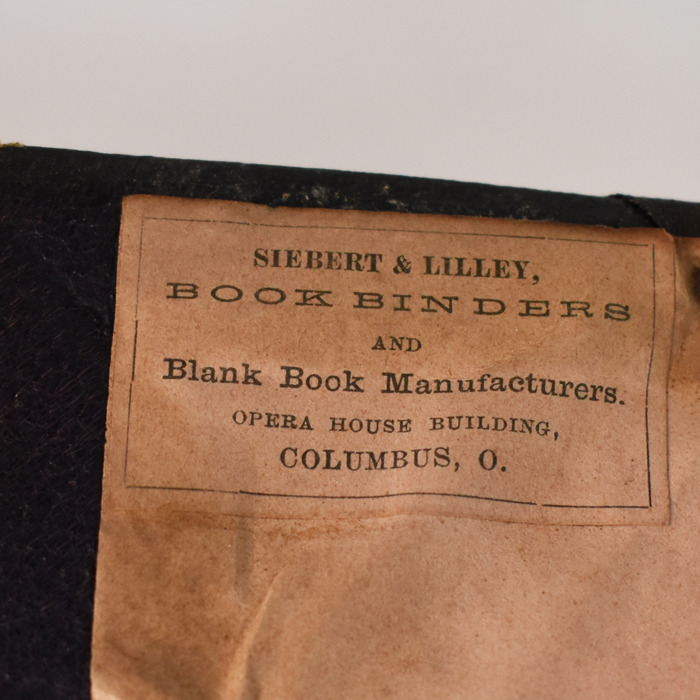 SIEBERT & LILLEY,
BOOK BINDERS
AND
Blank Book Manufacturers.
OPERA HOUSE BUILDING,
COLUMBUS, O.